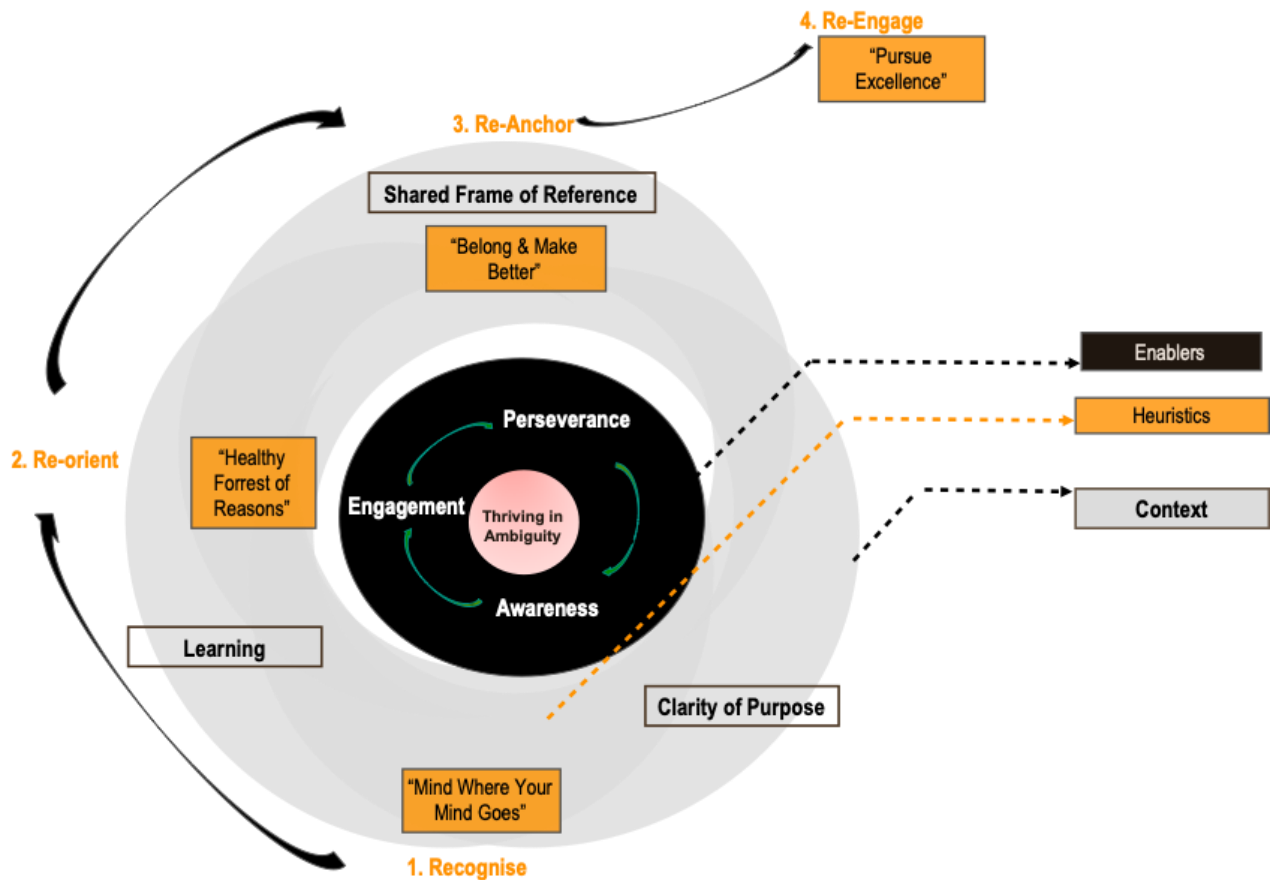 4. Re-Engage
“Pursue
Excellence”
3. Re-Anchor
Shared Frame of Reference
“Belong & Make
Better”
Enablers
Heuristics
Context
2. Re-orient
“Healthy
Forrest of
Reasons”
Perseverance
Engagement
Thriving in
Ambiguity
Awareness
Learning
Clarity of Purpose
“Mind Where Your
Mind Goes”
1. Recognise